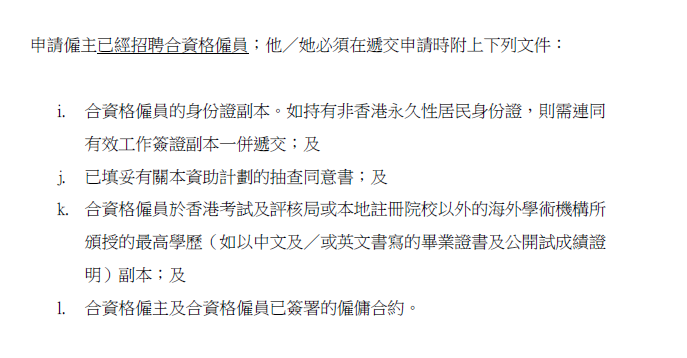 申請僱主已經招聘合資格僱員；他／她必須在遞交申請時附上下列文件：
i. 合資格僱員的身份證副本。如持有非香港永久性居民身份證，則需連同
有效工作簽證副本一併遞交；及
j. 已填妥有關本資助計劃的抽查同意書；及
k. 合資格僱員於香港考試及評核局或本地註冊院校以外的海外學術機構所
頒授的最高學歷（如以中文及／或英文書寫的畢業證書及公開試成績證
明）副本；及
l. 合資格僱主及合資格僱員已簽署的僱傭合約。